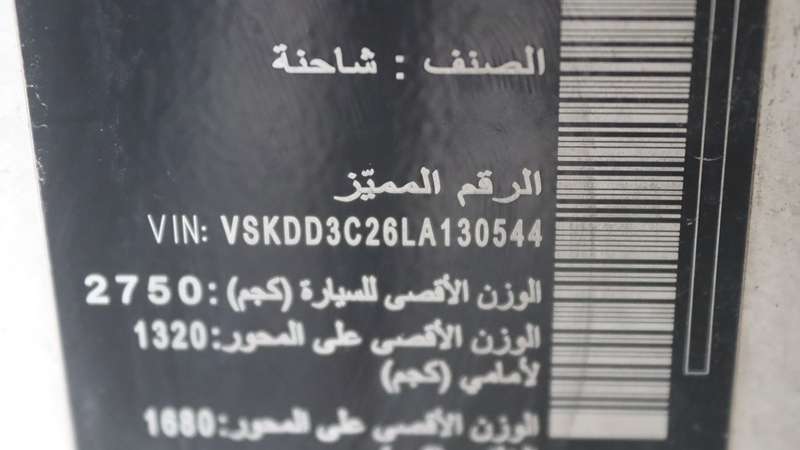 الصنف : شاحنة
الرقم المميّز
VIN: VSKDD3C26LA130544
الوزن الأقصى للسيارة (كجم):2750
الوزن الأقصى على المحور:1320
لأمامي (كجم)
الوزن الأقصى على المحور:1680